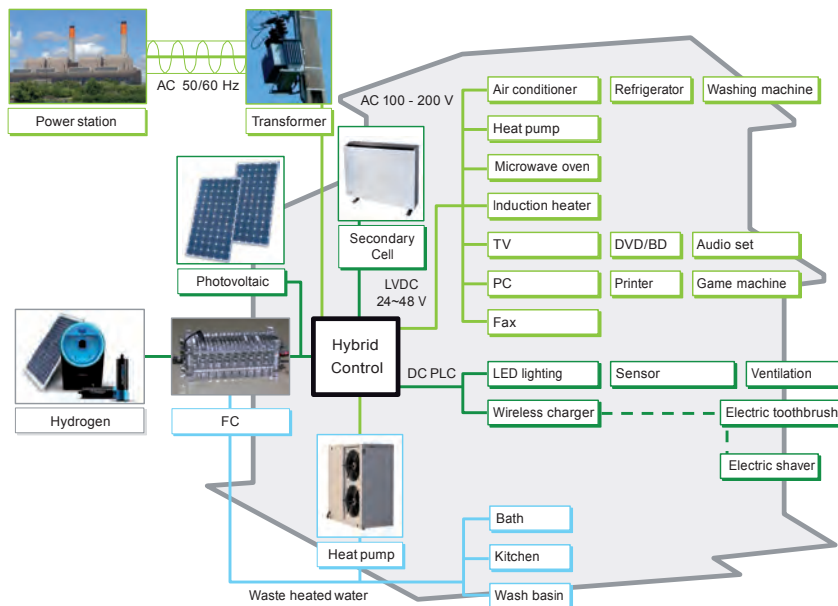 AC 50/60 Hz
Power station
Transformer
AC 100 - 200 V
Air conditioner
Refrigerator
Washing machine
Heat pump
Microwave oven
Induction heater
TV
DVD/BD
Audio set
PC
Printer
Game machine
Fax
Photovoltaic
Secondary
Cell
LVDC
24~48 V
Hybrid
Control
DC PLC
LED lighting
Sensor
Ventilation
Wireless charger
Electric toothbrush
Electric shaver
Hydrogen
FC
Heat pump
Waste heated water
Bath
Kitchen
Wash basin